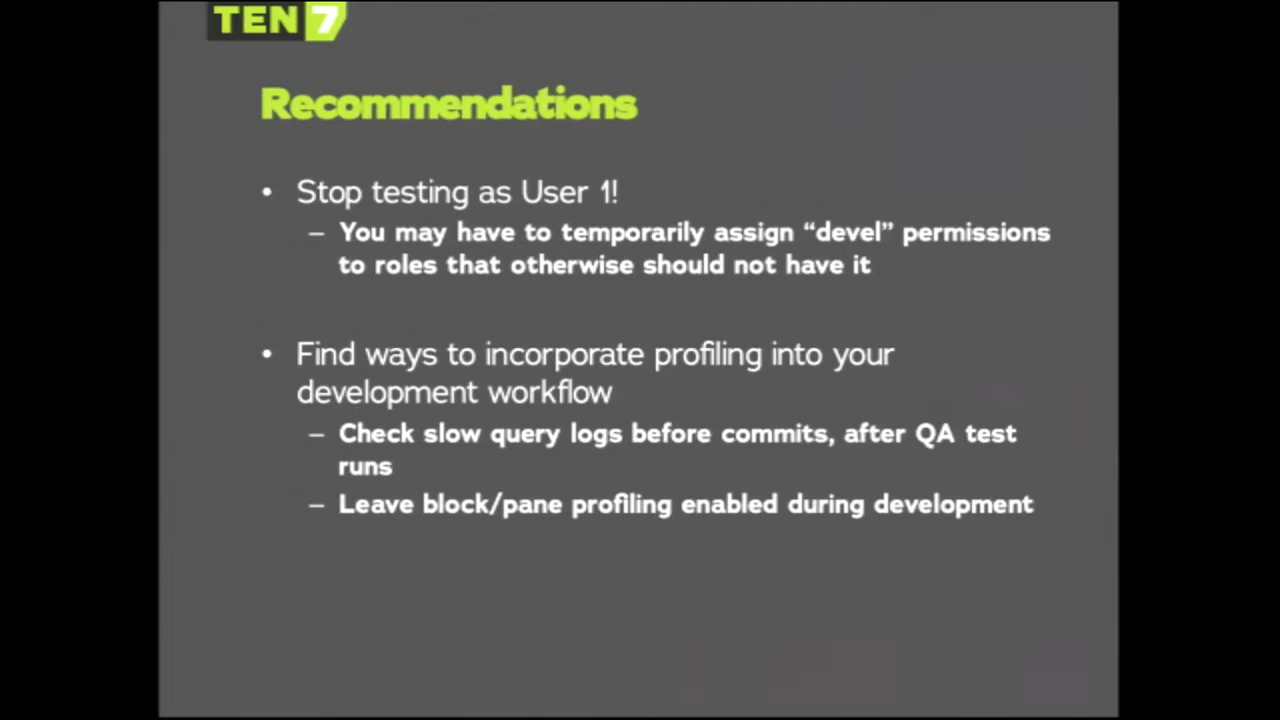 TEN7
Recommendations
• Stop testing as User 1!
– You may have to temporarily assign “devel” permissions
to roles that otherwise should not have it
• Find ways to incorporate profiling into your
development workflow
– Check slow query logs before commits, after QA test
runs
– Leave block/pane profiling enabled during development